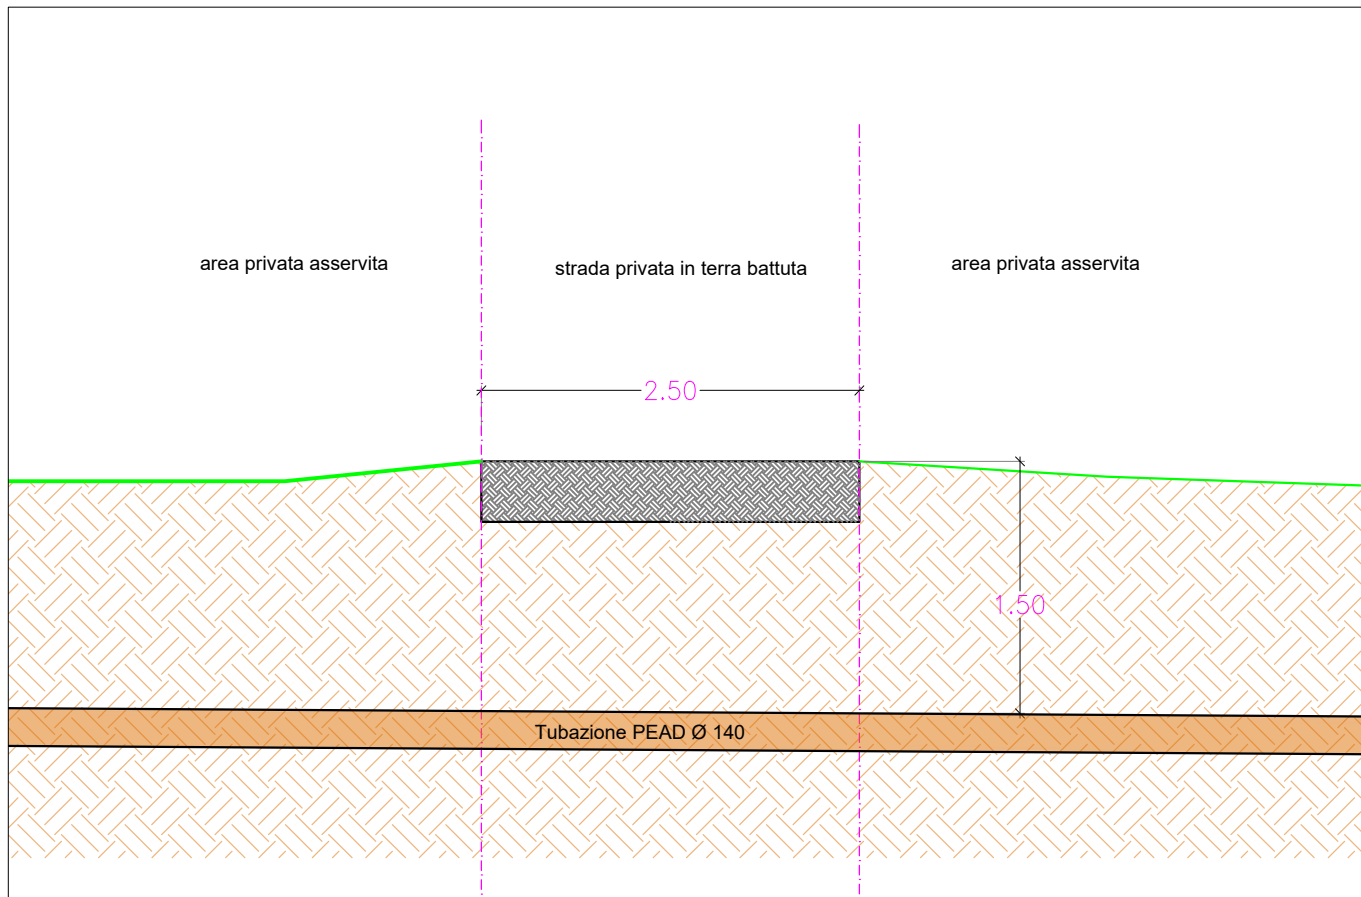 area privata asservita
strada privata in terra battuta
area privata asservita
2.50
1.50
Tubazione PEAD Ø 140